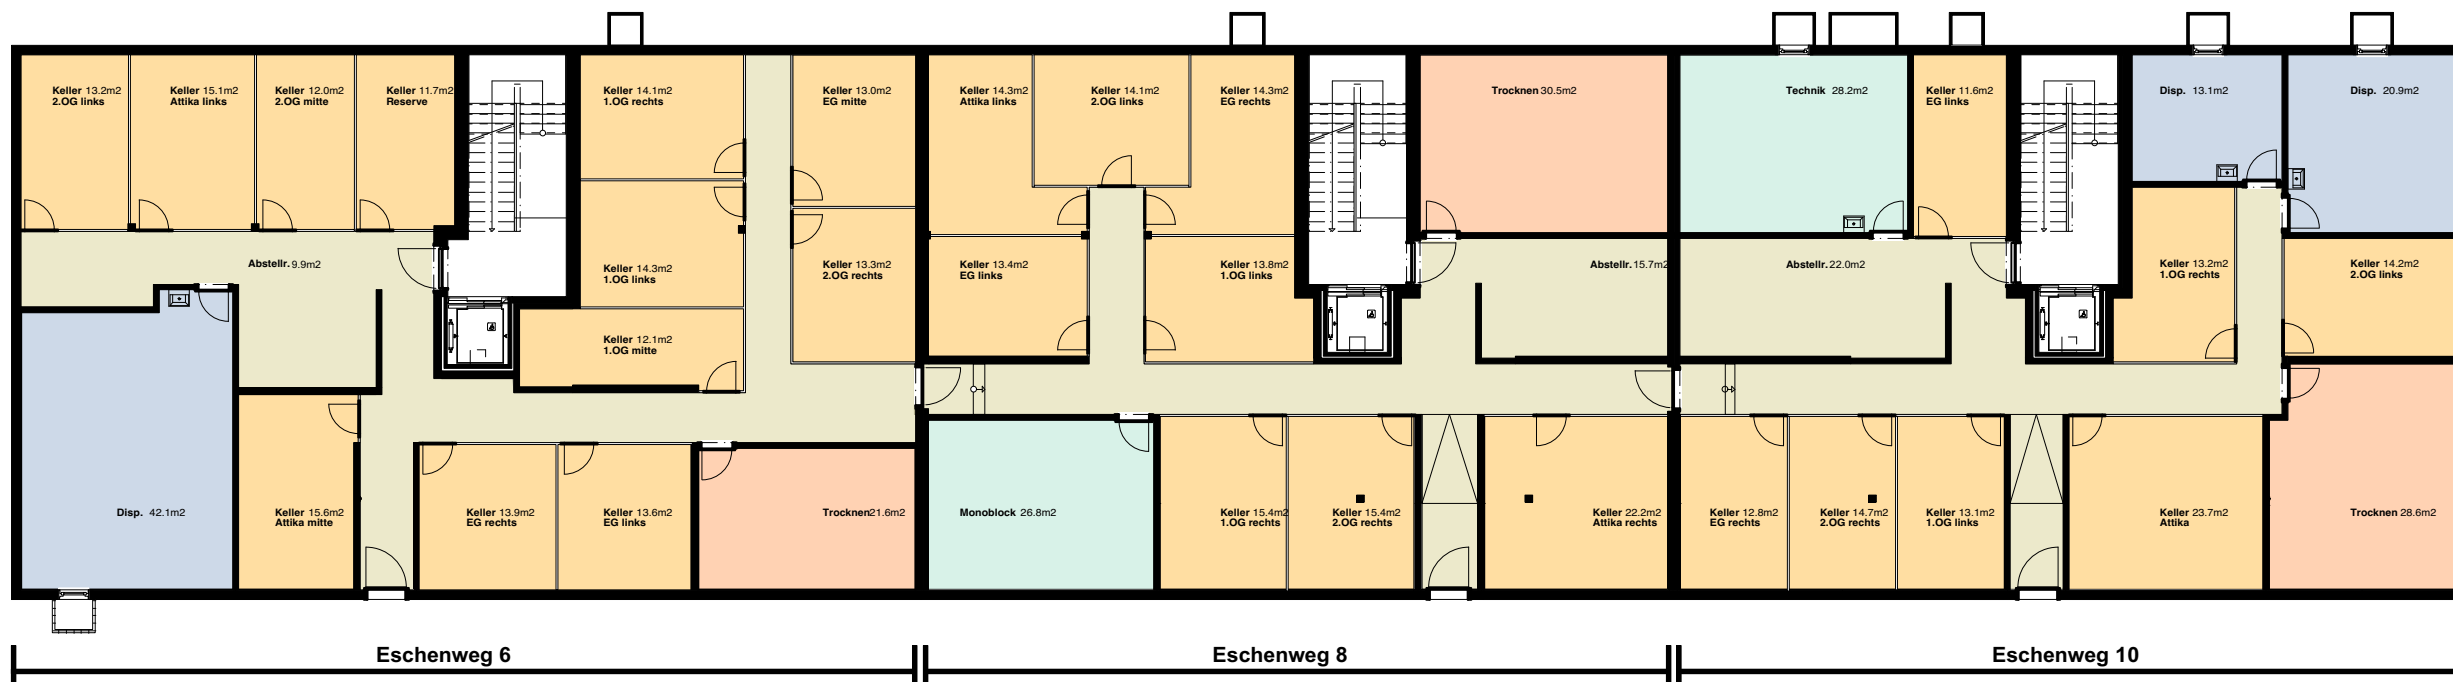 Keller 13.2m2
2.OG links
Keller 15.1m2
Attika links
Keller 12.0m2
2.OG mitte
Keller 11.7m2
Reserve
Keller 14.1m2
1.OG rechts
Keller 13.0m2
EG mitte
Keller 14.3m2
Attika links
Keller 14.1m2
2.OG links
Keller 14.3m2
EG rechts
Trocknen 30.5m2
Technik 28.2m2
Keller 11.6m2
EG links
Disp. 13.1m2
Disp. 20.9m2
Abstellr. 9.9m2
Keller 14.3m2
1.OG links
Keller 13.3m2
2.OG rechts
Keller 13.4m2
EG links
Keller 13.8m2
1.OG links
Abstellr. 15.7m2
Abstellr. 22.0m2
Keller 13.2m2
1.OG rechts
Keller 14.2m2
2.OG links
Keller 12.1m2
1.OG mitte
Disp. 42.1m2
Keller 15.6m2
Attika mitte
Keller 13.9m2
EG rechts
Keller 13.6m2
EG links
Trocknen 21.6m2
Monoblock 26.8m2
Keller 15.4m2
1.OG rechts
Keller 15.4m2
2.OG rechts
Keller 22.2m2
Attika rechts
Keller 12.8m2
EG rechts
Keller 14.7m2
2.OG rechts
Keller 13.1m2
1.OG links
Keller 23.7m2
Attika
Trocknen 28.6m2
Eschenweg 6
Eschenweg 8
Eschenweg 10